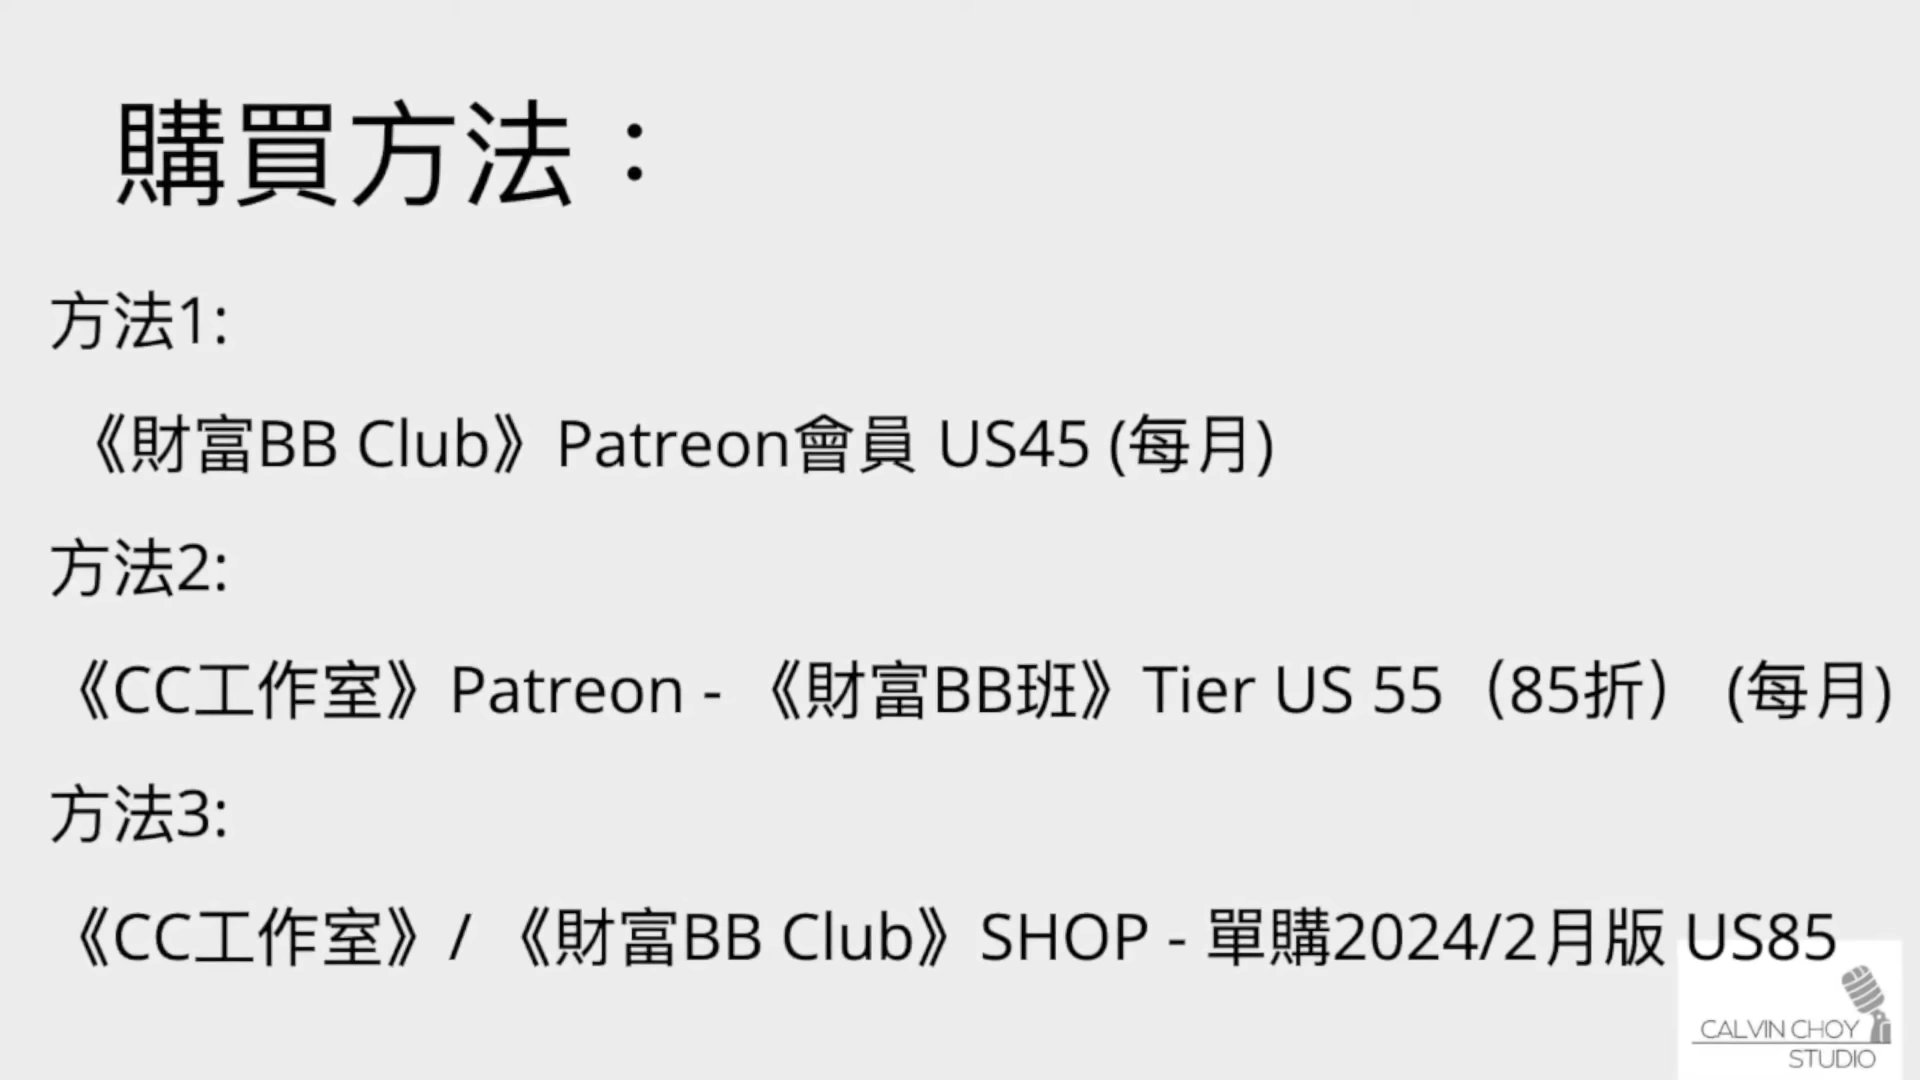 購買方法：
方法1:
《財富BB Club》Patreon會員 US45 (每月)
方法2:
《CC工作室》Patreon - 《財富BB班》Tier US 55（85折） (每月)
方法3:
《CC工作室》/ 《財富BB Club》SHOP - 單購2024/2月版 US85
CALVIN CHOY
STUDIO